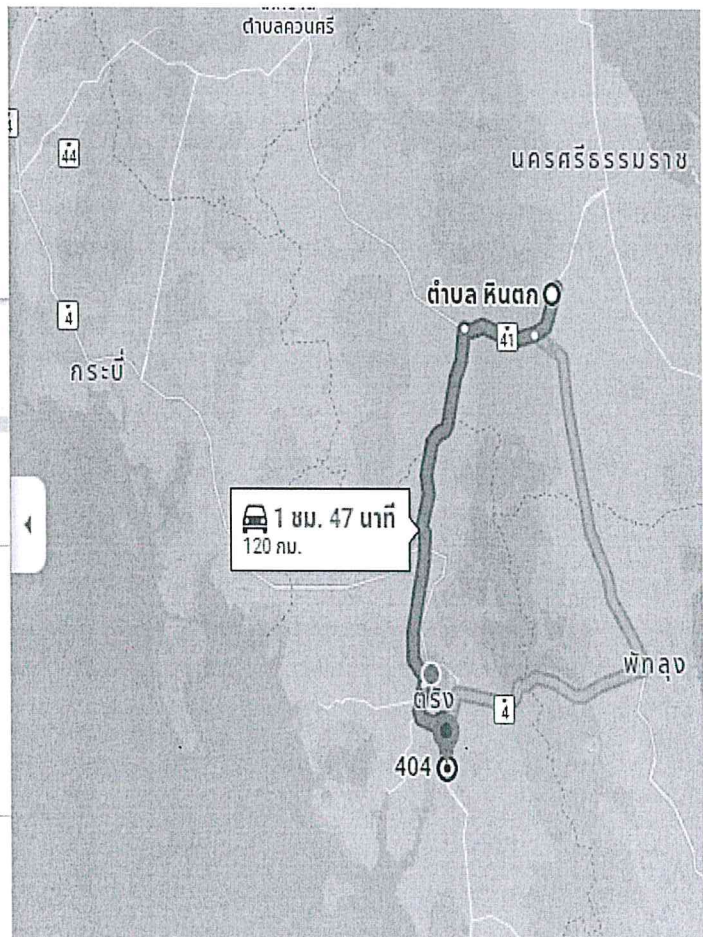 ตำบลควนศรี
4
44
นครศรีธรรมราช
ตำบล หินตก
4
41
กระบี่
1 ชม. 47 นาที
120 กม.
พัทลุง
ตรัง
4
404